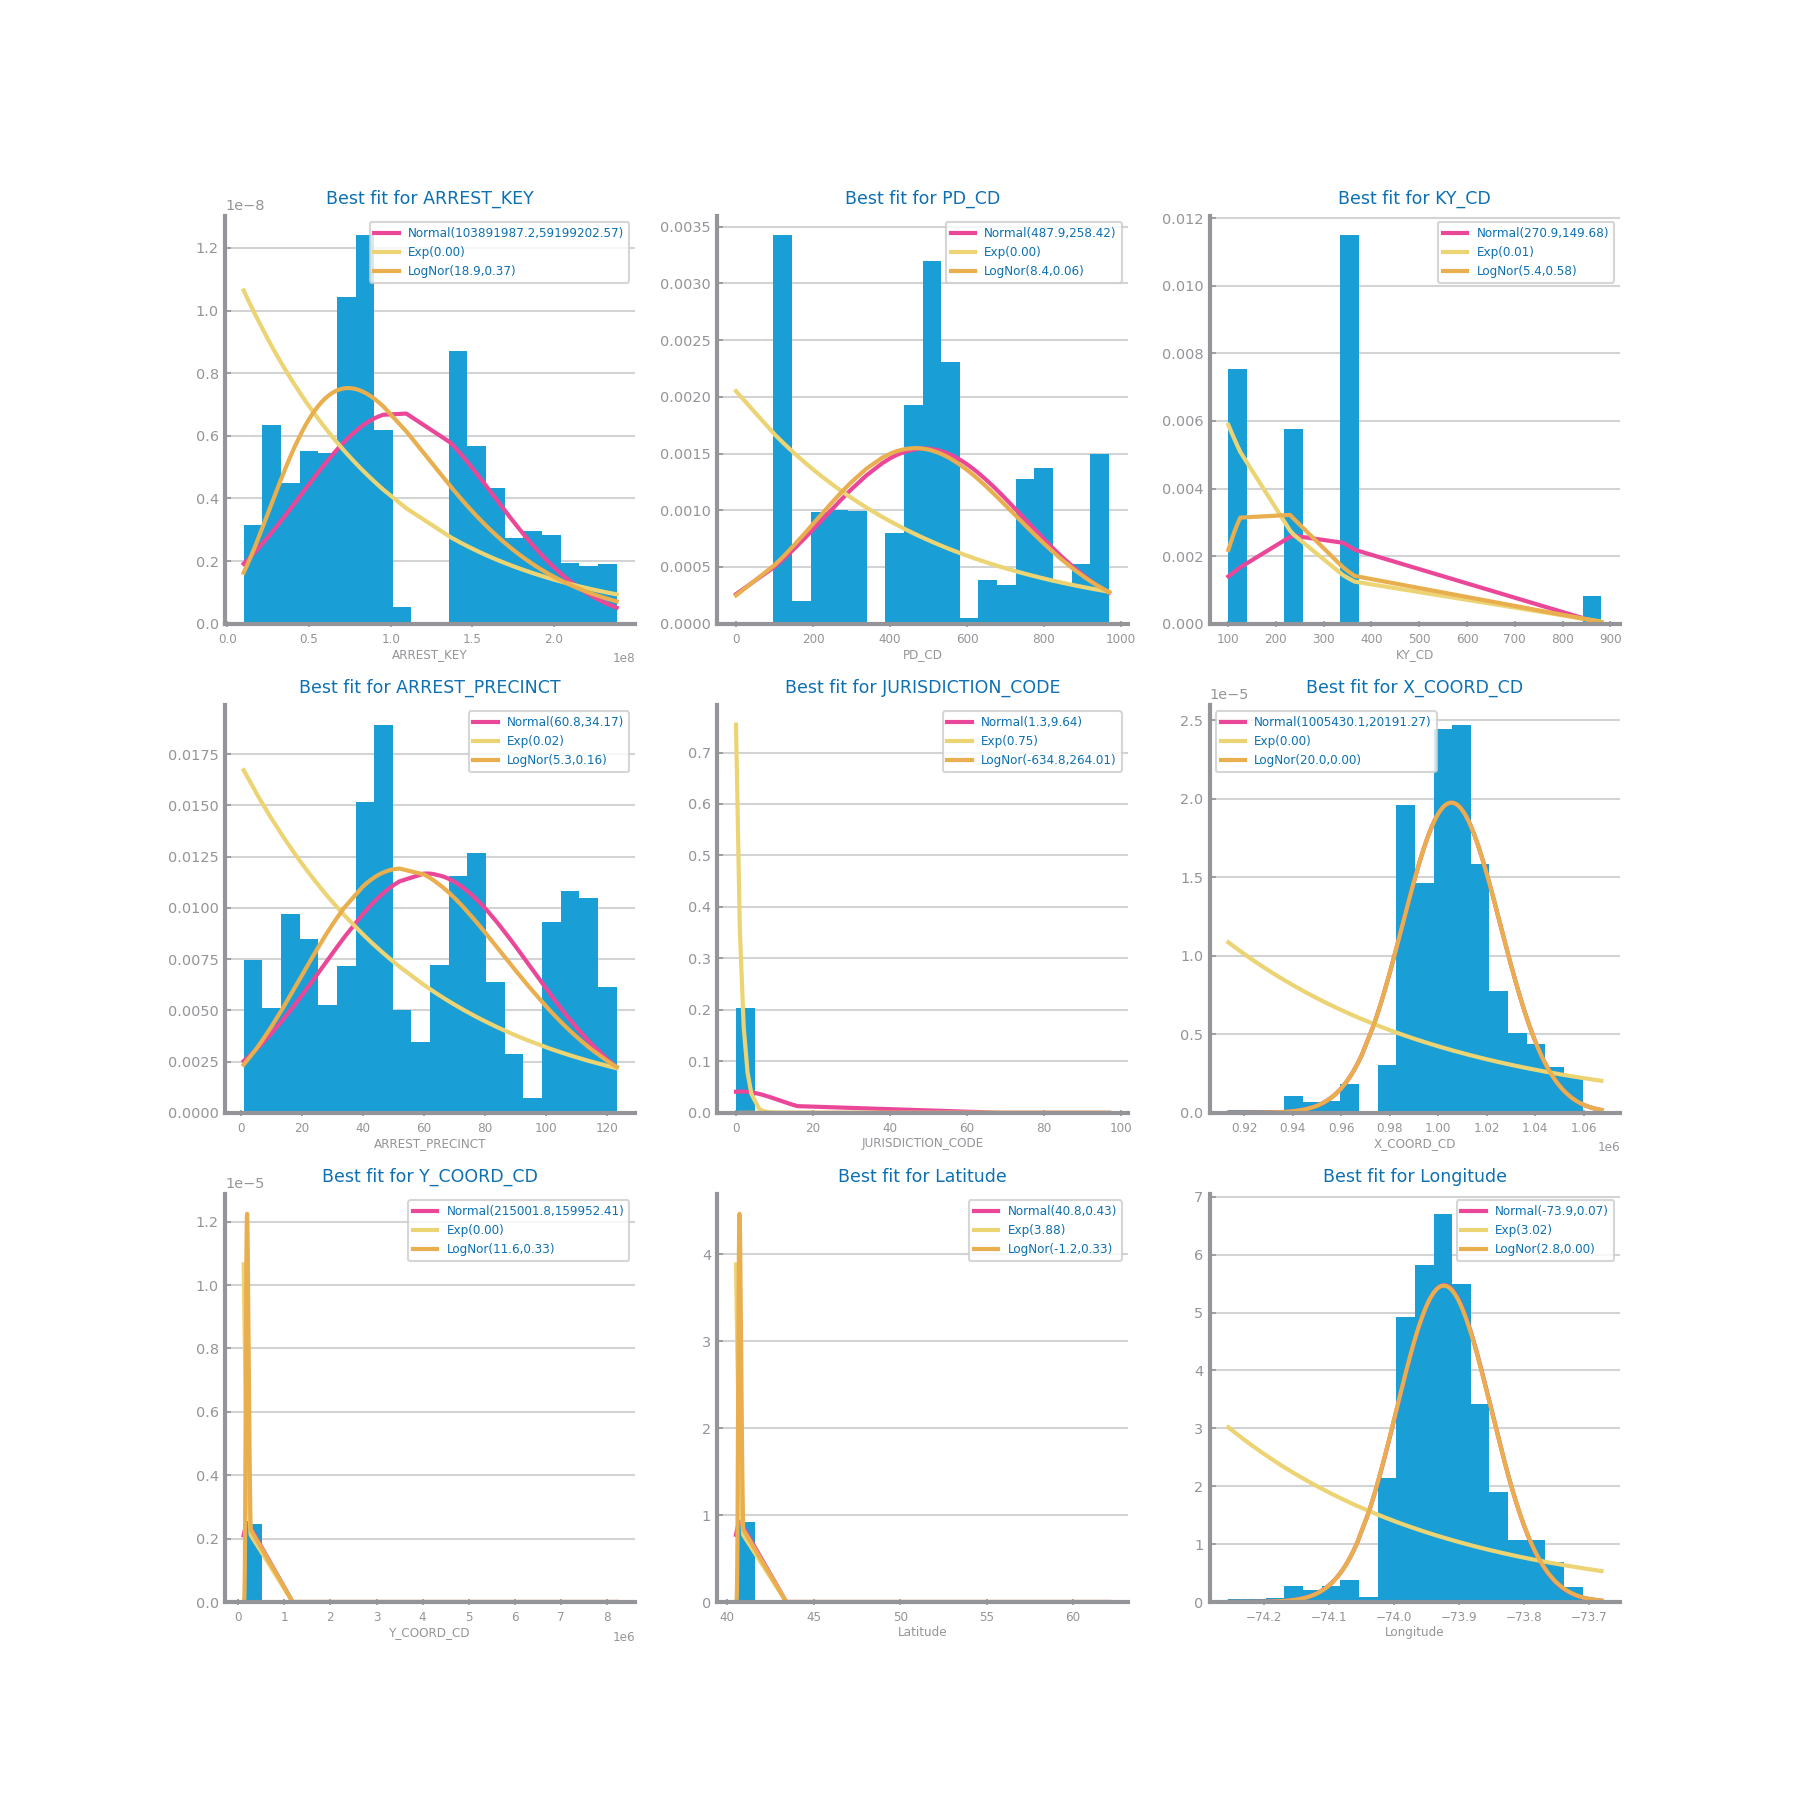 Best fit for ARREST_KEY
1e−8
Normal(103891987.2,59199202.57)
Exp(0.00)
LogNor(18.9,0.37)
1.2
1.0
0.8
0.6
0.4
0.2
0.0
0.0 0.5 1.0 1.5 2.0
ARREST_KEY
1e8
Best fit for PD_CD
Normal(487.9,258.42)
Exp(0.00)
LogNor(8.4,0.06)
0.0035
0.0030
0.0025
0.0020
0.0015
0.0010
0.0005
0.0000
0 200 400 600 800 1000
PD_CD
Best fit for KY_CD
Normal(270.9,149.68)
Exp(0.01)
LogNor(5.4,0.58)
0.012
0.010
0.008
0.006
0.004
0.002
0.000
100 200 300 400 500 600 700 800 900
KY_CD
Best fit for ARREST_PRECINCT
Normal(60.8,34.17)
Exp(0.02)
LogNor(5.3,0.16)
0.0175
0.0150
0.0125
0.0100
0.0075
0.0050
0.0025
0.0000
0 20 40 60 80 100 120
ARREST_PRECINCT
Best fit for JURISDICTION_CODE
Normal(1.3,9.64)
Exp(0.75)
LogNor(-634.8,264.01)
0.7
0.6
0.5
0.4
0.3
0.2
0.1
0.0
0 20 40 60 80 100
JURISDICTION_CODE
Best fit for X_COORD_CD
1e−5
Normal(1005430.1,20191.27)
Exp(0.00)
LogNor(20.0,0.00)
2.5
2.0
1.5
1.0
0.5
0.0
0.92 0.94 0.96 0.98 1.00 1.02 1.04 1.06
X_COORD_CD
1e6
Best fit for Y_COORD_CD
1e−5
Normal(215001.8,159952.41)
Exp(0.00)
LogNor(11.6,0.33)
1.2
1.0
0.8
0.6
0.4
0.2
0.0
0 1 2 3 4 5 6 7 8
Y_COORD_CD
1e6
Best fit for Latitude
Normal(40.8,0.43)
Exp(3.88)
LogNor(-1.2,0.33)
4
3
2
1
0
40 45 50 55 60
Latitude
Best fit for Longitude
Normal(-73.9,0.07)
Exp(3.02)
LogNor(2.8,0.00)
7
6
5
4
3
2
1
0
−74.2 −74.1 −74.0 −73.9 −73.8 −73.7
Longitude